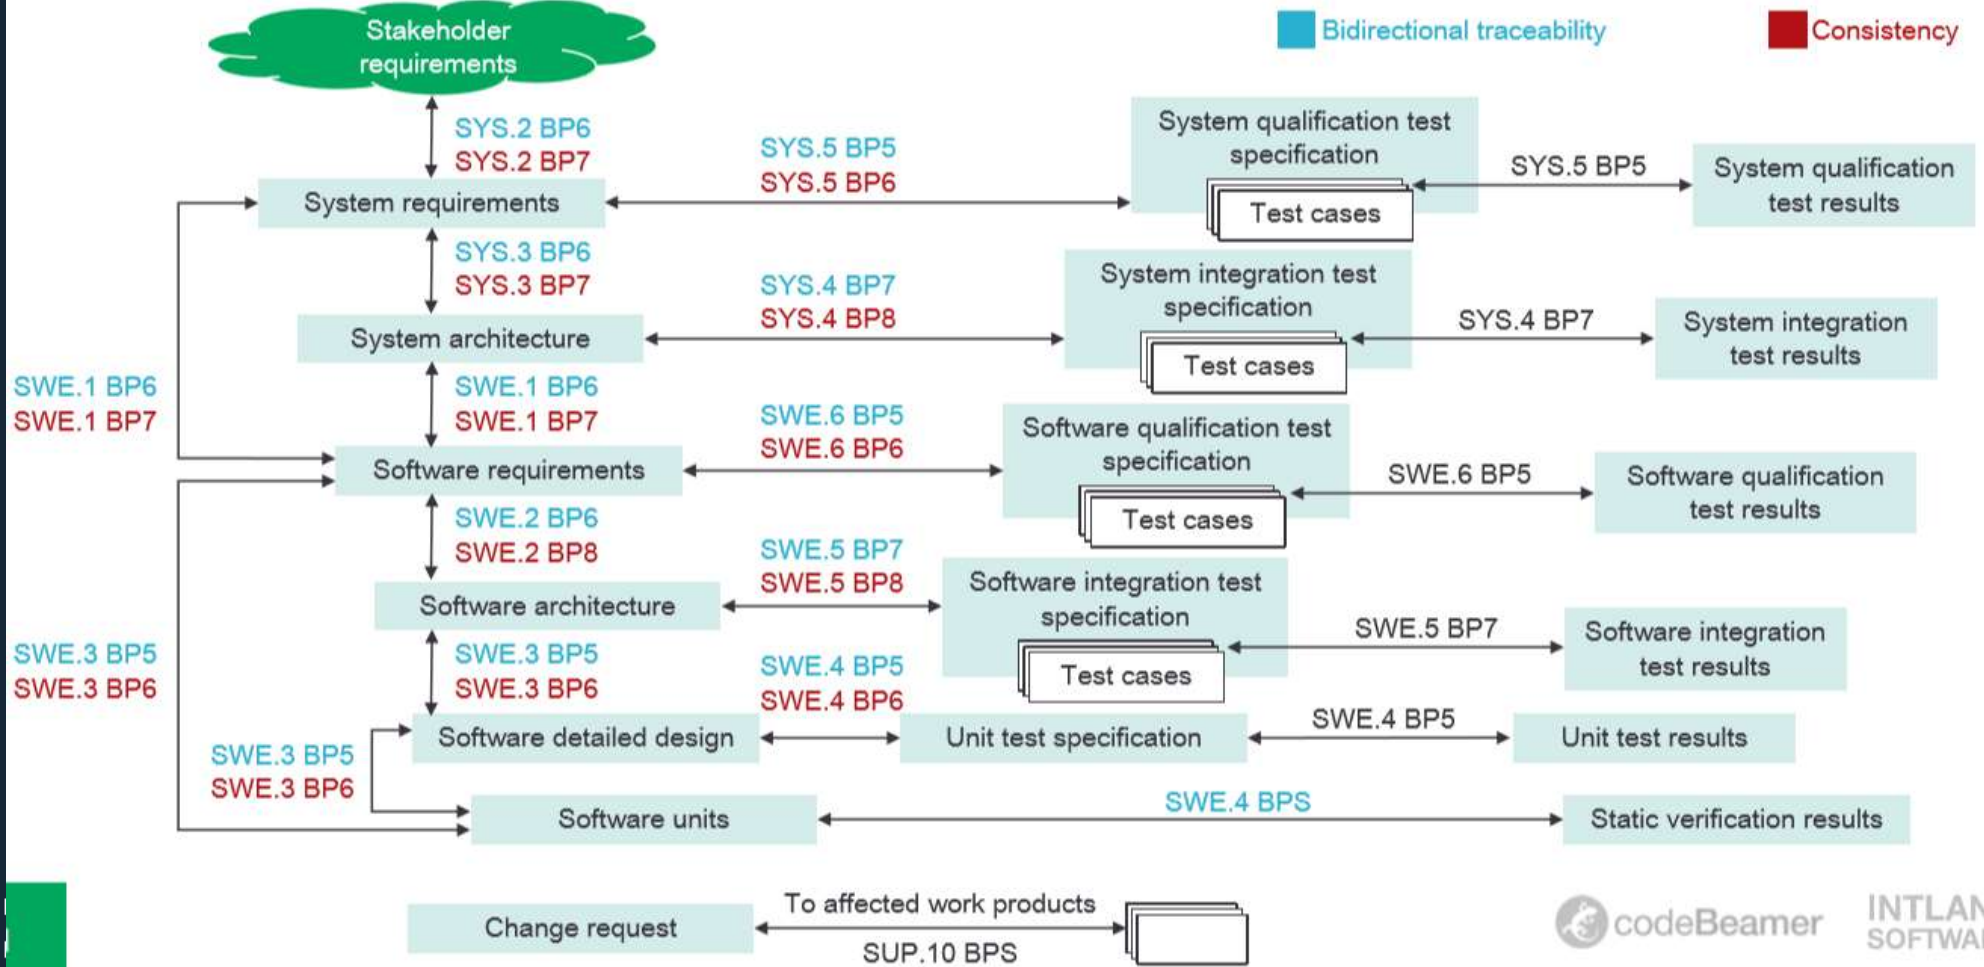 Stakeholder
requirements
Bidirectional traceability
Consistency
SYS.2 BP6
SYS.2 BP7
System requirements
SYS.5 BP5
SYS.5 BP6
System qualification test
specification
Test cases
SYS.5 BP5
System qualification
test results
SYS.3 BP6
SYS.3 BP7
System architecture
SYS.4 BP7
SYS.4 BP8
System integration test
specification
Test cases
SYS.4 BP7
System integration
test results
SWE.1 BP6
SWE.1 BP7
SWE.1 BP6
SWE.1 BP7
Software requirements
SWE.6 BP5
SWE.6 BP6
Software qualification test
specification
Test cases
SWE.6 BP5
Software qualification
test results
SWE.2 BP6
SWE.2 BP8
Software architecture
SWE.5 BP7
SWE.5 BP8
Software integration test
specification
Test cases
SWE.5 BP7
Software integration
test results
SWE.3 BP5
SWE.3 BP6
SWE.3 BP5
SWE.3 BP6
Software detailed design
SWE.4 BP5
SWE.4 BP6
Unit test specification
SWE.4 BP5
Unit test results
SWE.3 BP5
SWE.3 BP6
Software units
SWE.4 BPS
Static verification results
Change request
To affected work products
SUP.10 BPS
codeBeamer
INTLAN
SOFTWA